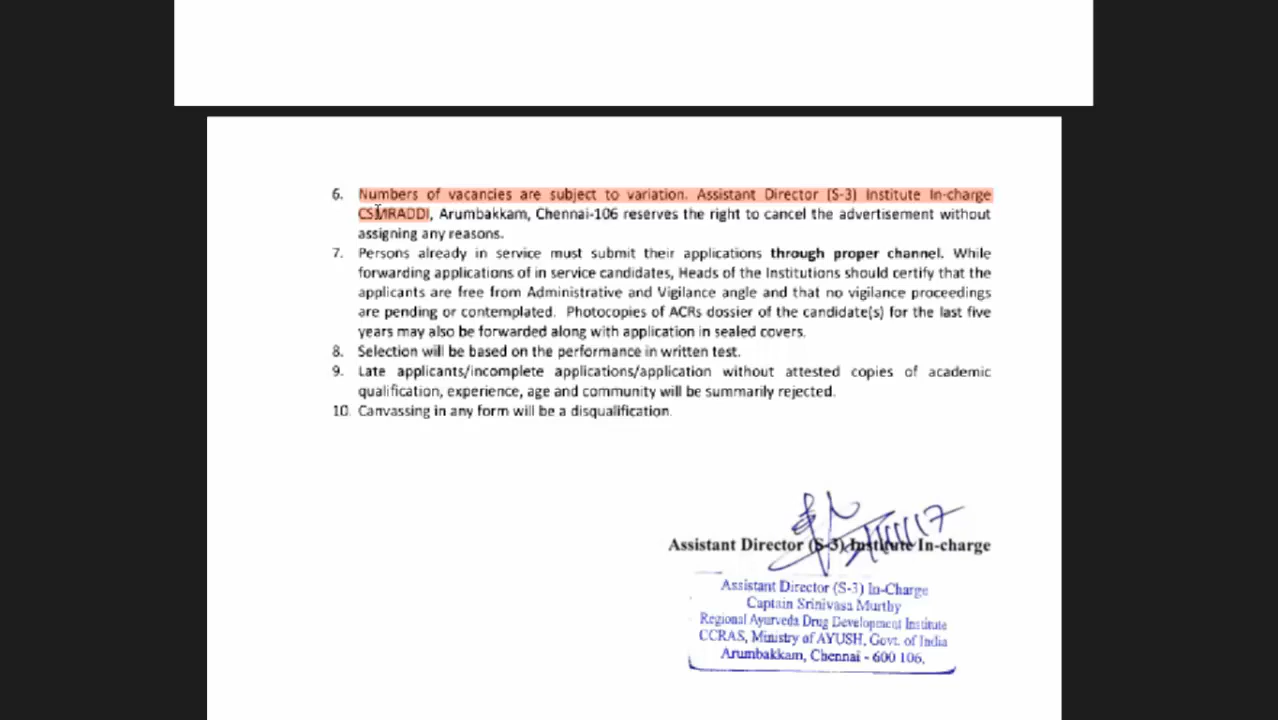 6. Numbers of vacancies are subject to variation. Assistant Director (S-3) Institute In-charge
CSMRADDI, Arumbakkam, Chennai-106 reserves the right to cancel the advertisement without
assigning any reasons.
7. Persons already in service must submit their applications through proper channel. While
forwarding applications of in service candidates, Heads of the Institutions should certify that the
applicants are free from Administrative and Vigilance angle and that no vigilance proceedings
are pending or contemplated. Photocopies of ACRs dossier of the candidate(s) for the last five
years may also be forwarded along with application in sealed covers.
8. Selection will be based on the performance in written test.
9. Late applicants/incomplete applications/application without attested copies of academic
qualification, experience, age and community will be summarily rejected.
10. Canvassing in any form will be a disqualification.
Assistant Director (S-3) Institute In-charge
Assistant Director (S-3) In-Charge
Captain Srinivasa Murthy
Regional Ayurveda Drug Development Institute
CCRAS, Ministry of AYUSH, Govt. of India
Arumbakkam, Chennai - 600 106.